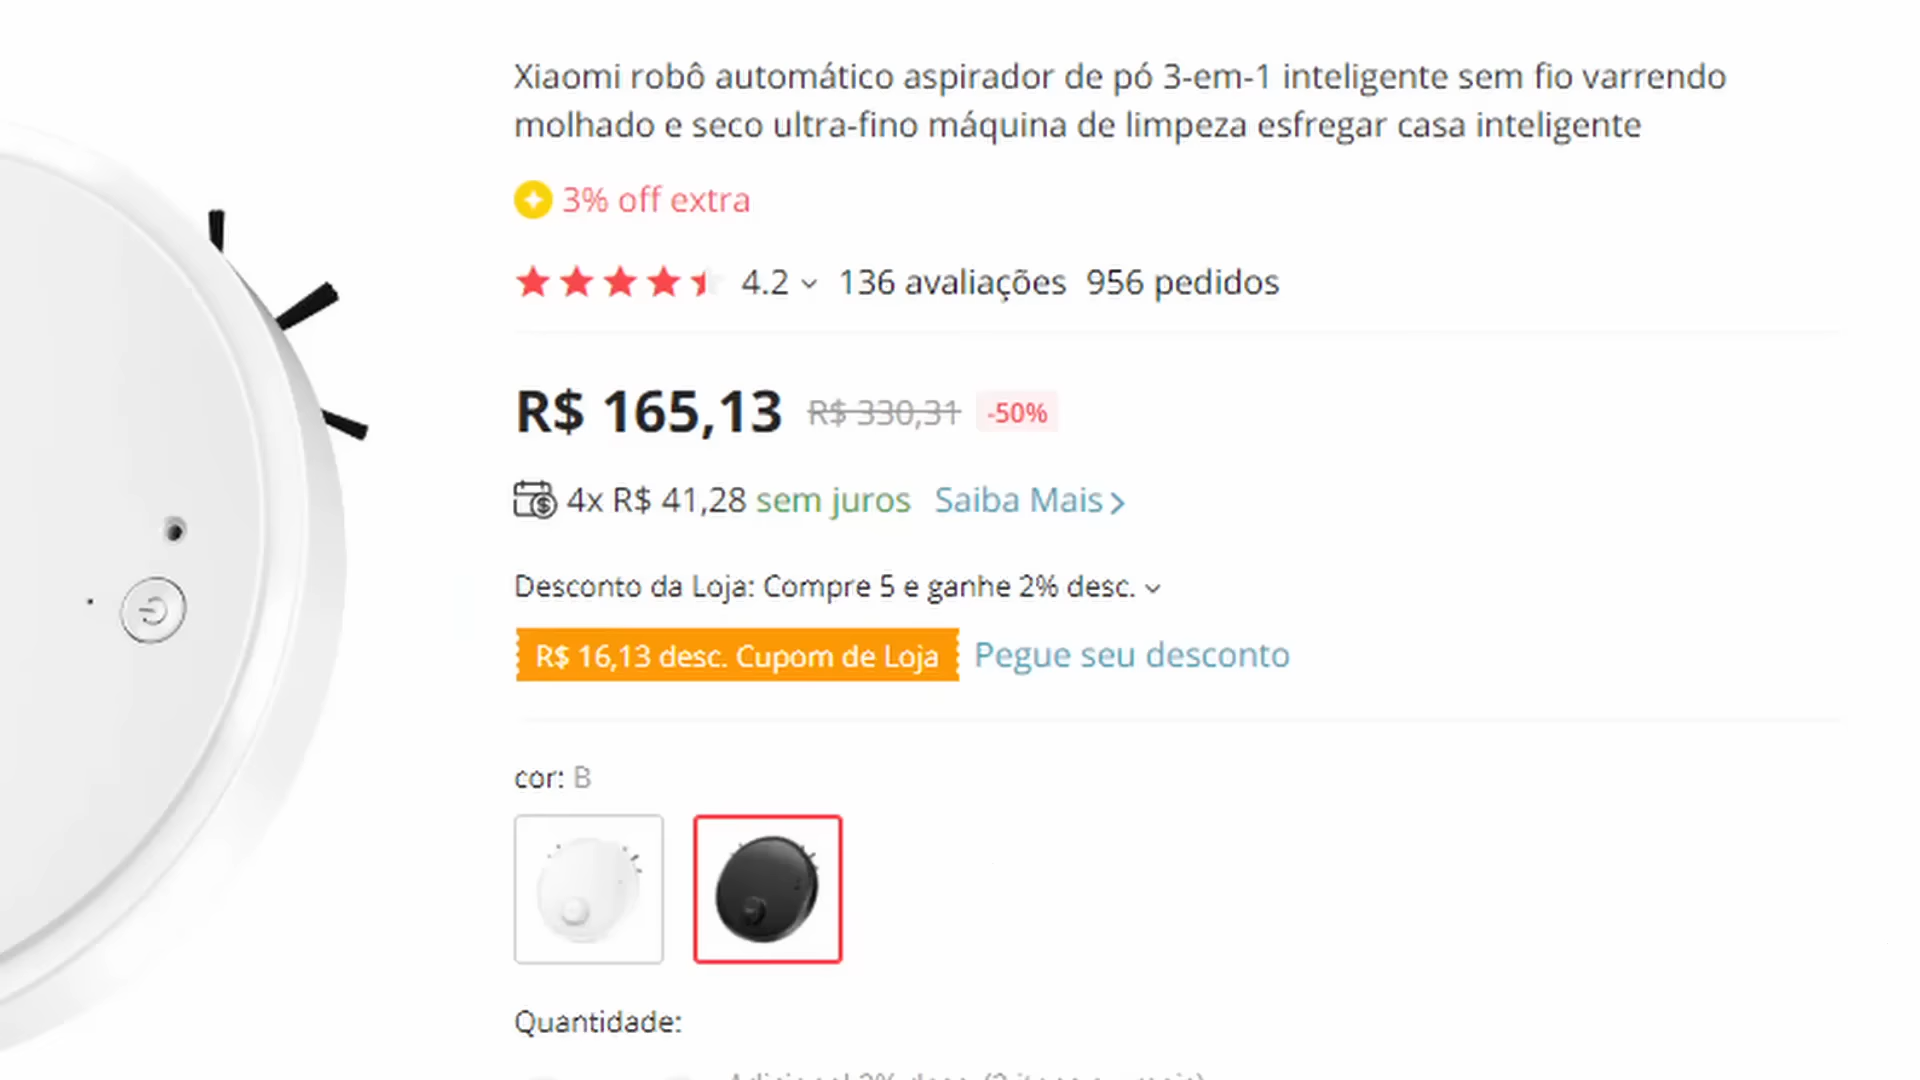 Xiaomi robô automático aspirador de pó 3-em-1 inteligente sem fio varrendo
molhado e seco ultra-fino máquina de limpeza esfregar casa inteligente
3% off extra
4.2 136 avaliações 956 pedidos
R$ 165,13 R$ 330,31 -50%
4x R$ 41,28 sem juros Saiba Mais
Desconto da Loja: Compre 5 e ganhe 2% desc.
R$ 16,13 desc. Cupom de Loja Pegue seu desconto
cor: B
Quantidade: